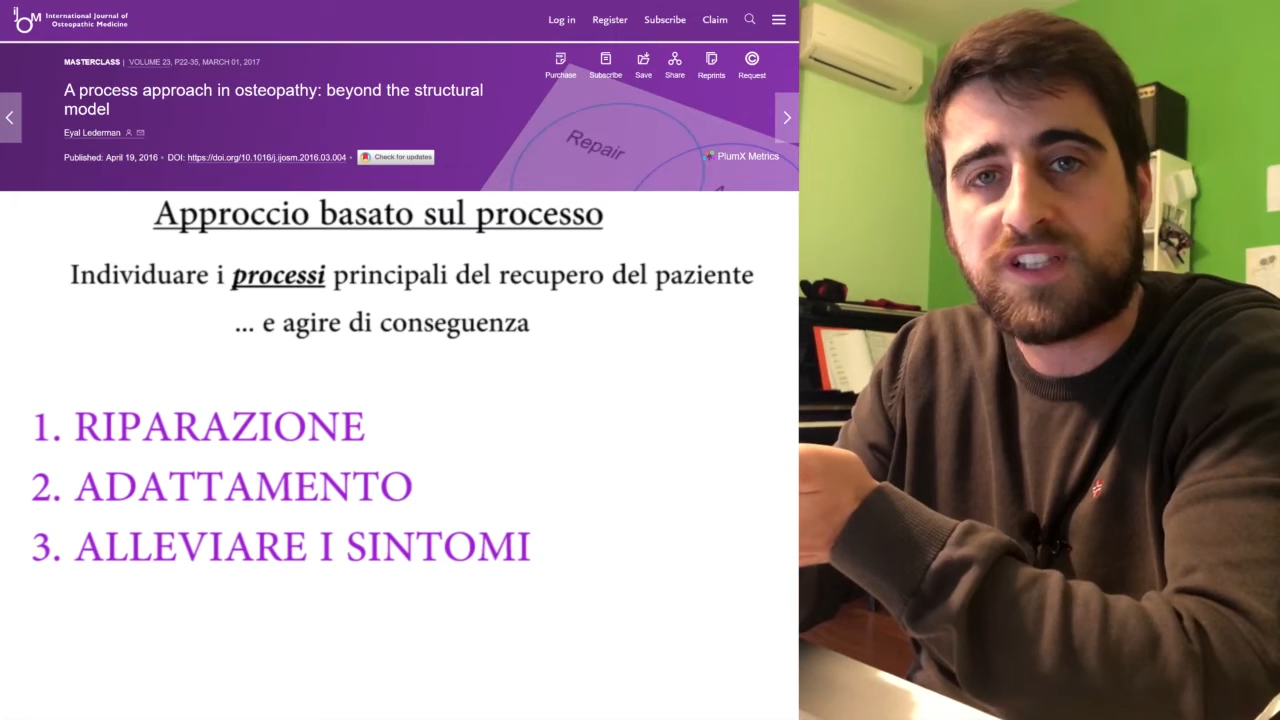 International Journal of
Osteopathic Medicine
Log in
Register
Subscribe
Claim
MASTERCLASS | VOLUME 23, P22-35, MARCH 01, 2017
Purchase
Subscribe
Save
Share
Reprints
Request
A process approach in osteopathy: beyond the structural
model
Eyal Lederman
Published: April 19, 2016 • DOI: https://doi.org/10.1016/j.ijosm.2016.03.004 •
Check for updates
Repair
PlumX Metrics
Approccio basato sul processo
Individuare i processi principali del recupero del paziente
... e agire di conseguenza
1. RIPARAZIONE
2. ADATTAMENTO
3. ALLEVIARE I SINTOMI